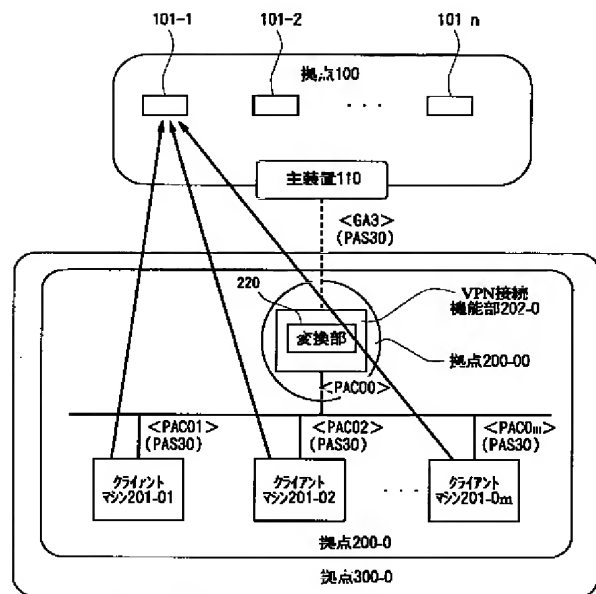 101-1
101-2
101 n
拠点100
· · ·
主装置110
<GA3>
(PAS30)
220
VPN接続
機能部202-0
変換部
拠点200-00
<PAC00>
<PAC01>
(PAS30)
<PAC02>
(PAS30)
<PAC0m>
(PAS30)
クライアント
マシン201-01
クライアント
マシン201-02
· · · ·
クライアント
マシン201-0m
拠点200-0
拠点300-0